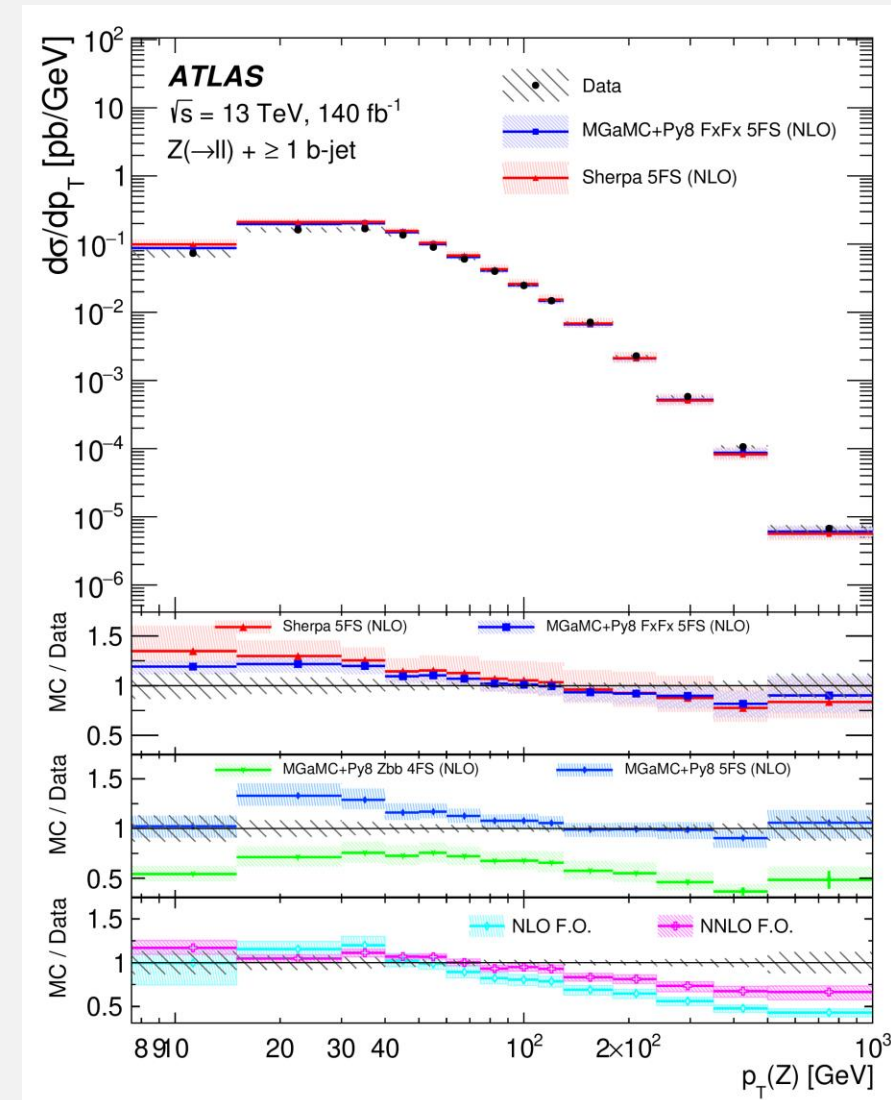 ATLAS
√s = 13 TeV, 140 fb⁻¹
Z(→ll) + ≥ 1 b-jet
Data
MGaMC+Py8 FxFx 5FS (NLO)
Sherpa 5FS (NLO)
dσ/dp_T [pb/GeV]
10²
10
1
10⁻¹
10⁻²
10⁻³
10⁻⁴
10⁻⁵
10⁻⁶
MC / Data
Sherpa 5FS (NLO) MGaMC+Py8 FxFx 5FS (NLO)
1.5
1
0.5
MC / Data
MGaMC+Py8 Zbb 4FS (NLO) MGaMC+Py8 5FS (NLO)
1.5
1
0.5
MC / Data
NLO F.O. NNLO F.O.
1.5
1
0.5
8 9 10 20 30 40 10² 2×10² 10³
p_T(Z) [GeV]